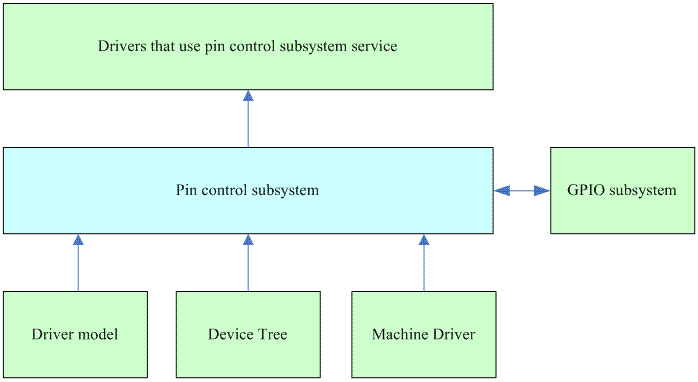 Drivers that use pin control subsystem service
Pin control subsystem
GPIO subsystem
Driver model
Device Tree
Machine Driver